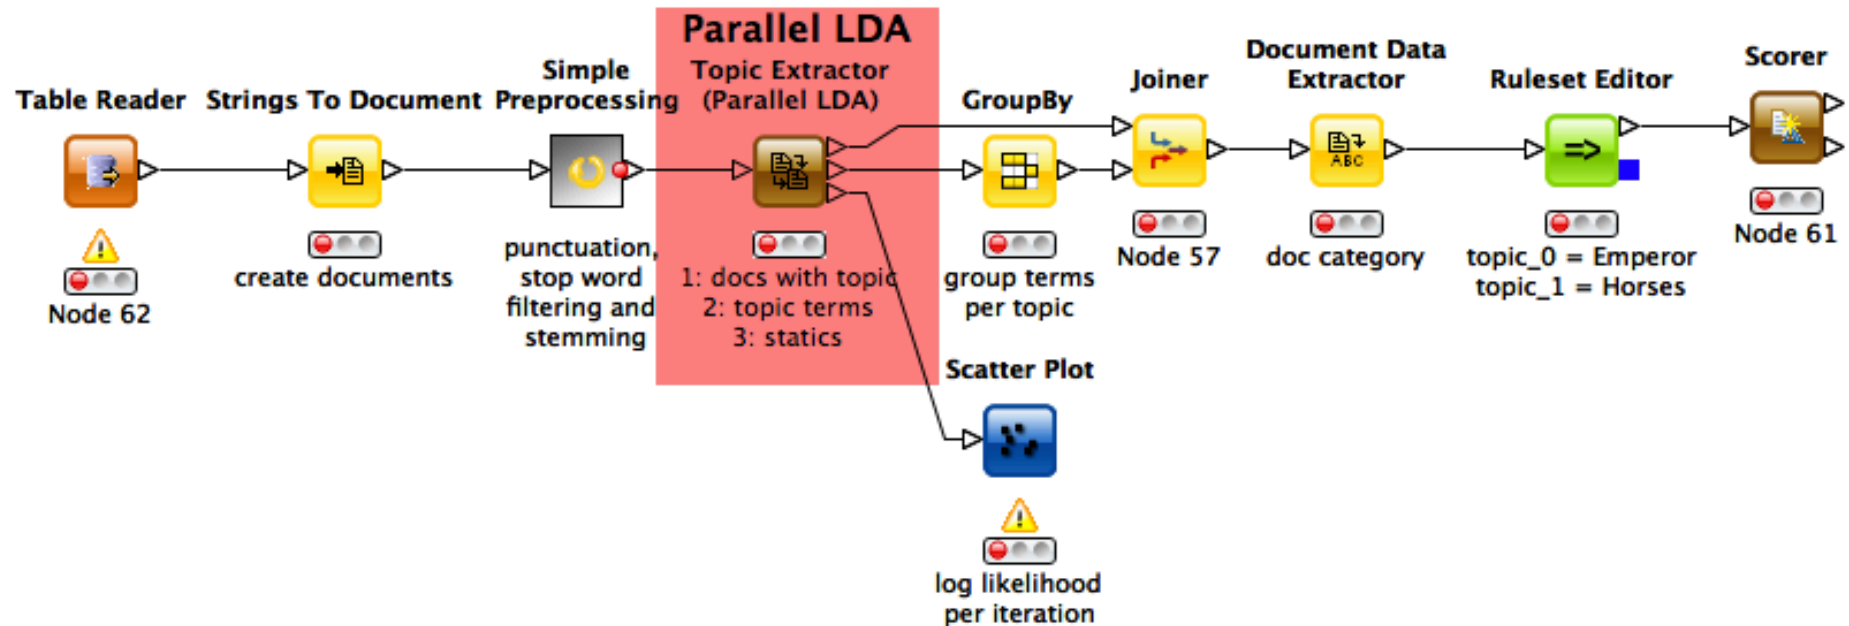 Table Reader
Node 62
Strings To Document
create documents
Simple
Preprocessing
punctuation,
stop word
filtering and
stemming
Parallel LDA
Topic Extractor
(Parallel LDA)
1: docs with topic
2: topic terms
3: statics
GroupBy
group terms
per topic
Scatter Plot
log likelihood
per iteration
Joiner
Node 57
Document Data
Extractor
ABC
doc category
Ruleset Editor
=>
topic_0 = Emperor
topic_1 = Horses
Scorer
Node 61